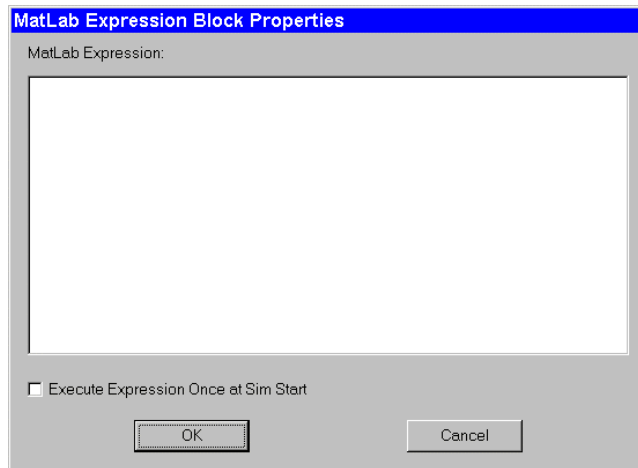 MatLab Expression Block Properties
MatLab Expression:
Execute Expression Once at Sim Start
OK Cancel